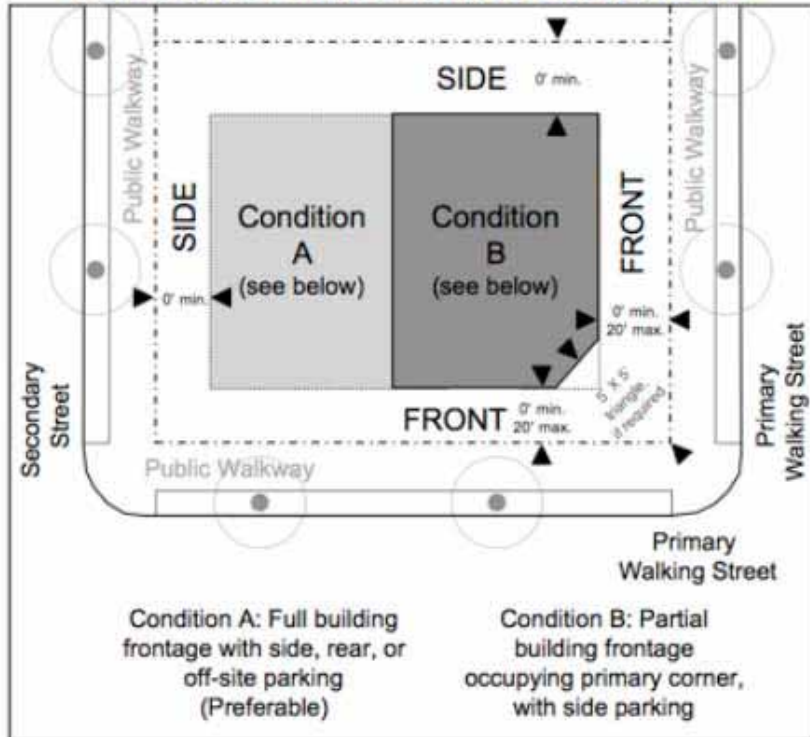 Public Walkway
SIDE
0' min.
Public Walkway
SIDE
Condition
A
(see below)
Condition
B
(see below)
FRONT
0' min.
0' min.
20' max.
FRONT
0' min.
20' max.
5' X 5'
triangle,
if required
Secondary
Street
Primary
Walking Street
Public Walkway
Primary
Walking Street
Condition A: Full building
frontage with side, rear, or
off-site parking
(Preferable)
Condition B: Partial
building frontage
occupying primary corner,
with side parking